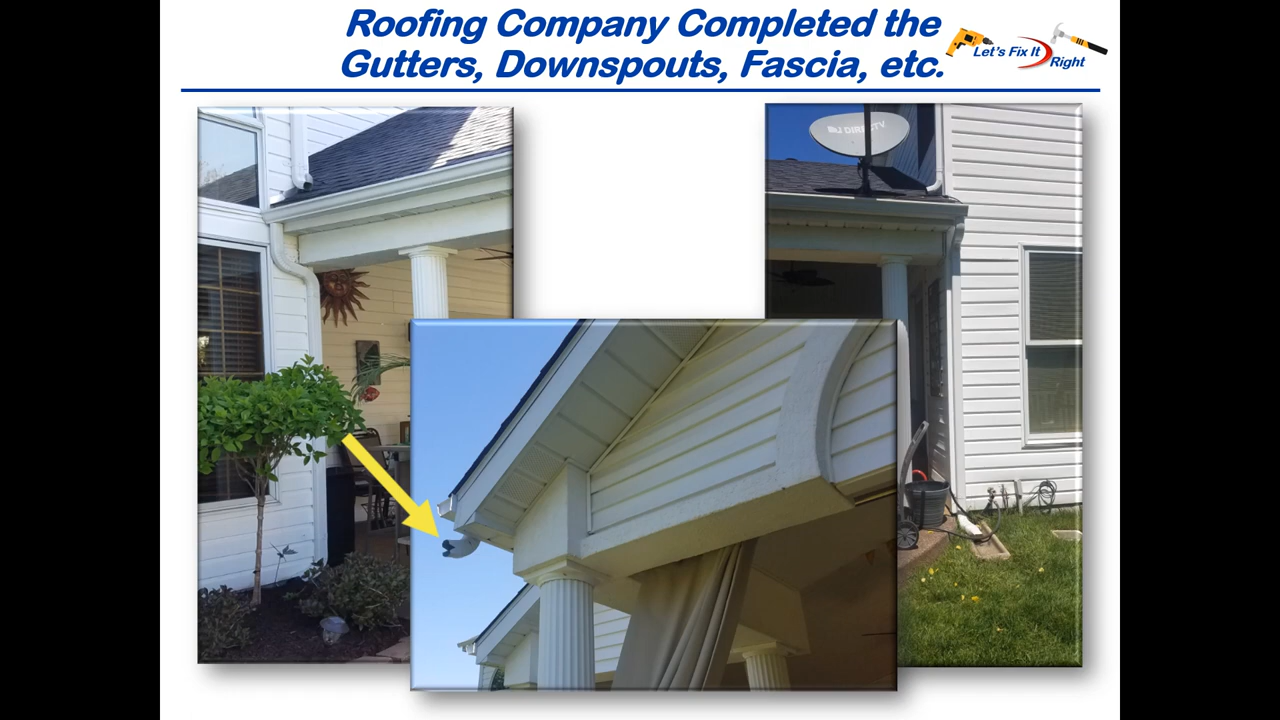 Roofing Company Completed the
Gutters, Downspouts, Fascia, etc.
Let's Fix It
Right
DIRECTV